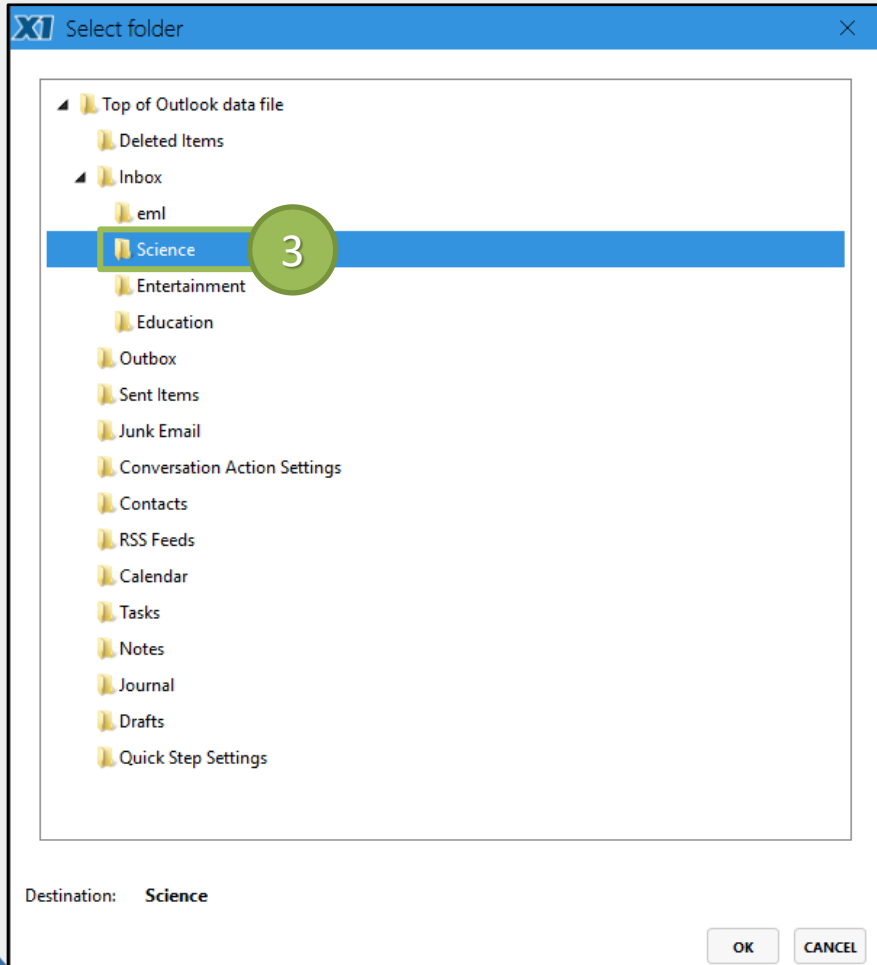 X1 Select folder
Top of Outlook data file
Deleted Items
Inbox
eml
Science 3
Entertainment
Education
Outbox
Sent Items
Junk Email
Conversation Action Settings
Contacts
RSS Feeds
Calendar
Tasks
Notes
Journal
Drafts
Quick Step Settings
Destination: Science
OK CANCEL